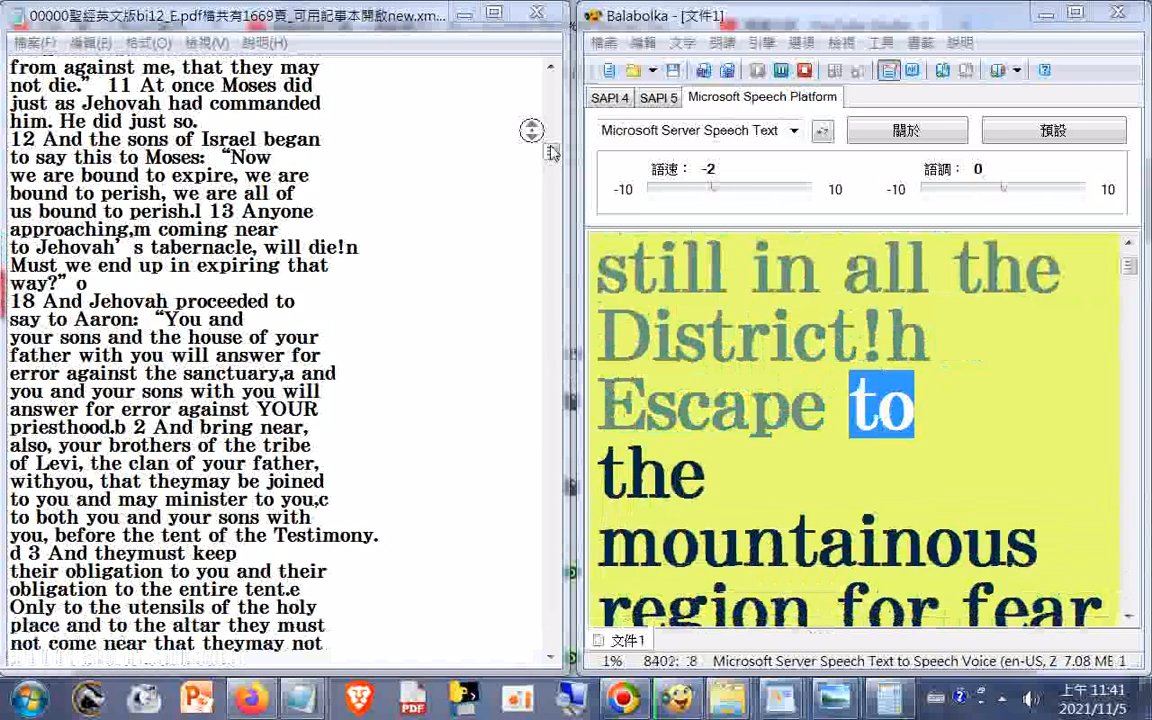 00000聖經英文版bi12_E.pdf檔共有1669頁_可用記事本開啟new.xm...
檔案(F) 編輯(E) 格式(O) 檢視(V) 說明(H)
from against me, that they may
not die.” 11 At once Moses did
just as Jehovah had commanded
him. He did just so.
12 And the sons of Israel began
to say this to Moses: “Now
we are bound to expire, we are
bound to perish, we are all of
us bound to perish.l 13 Anyone
approaching,m coming near
to Jehovah’s tabernacle, will die!n
Must we end up in expiring that
way?” o
18 And Jehovah proceeded to
say to Aaron: “You and
your sons and the house of your
father with you will answer for
error against the sanctuary,a and
you and your sons with you will
answer for error against YOUR
priesthood.b 2 And bring near,
also, your brothers of the tribe
of Levi, the clan of your father,
withyou, that theymay be joined
to you and may minister to you,c
to both you and your sons with
you, before the tent of the Testimony.
d 3 And theymust keep
their obligation to you and their
obligation to the entire tent.e
Only to the utensils of the holy
place and to the altar they must
not come near that theymay not
Balabolka - [文件1]
檔案 編輯 文字 朗讀 引擎 選項 檢視 工具 書籤 說明
SAPI 4 SAPI 5 Microsoft Speech Platform
Microsoft Server Speech Text 關於 預設
語速: -2 語調: 0
-10 10 -10 10
still in all the
District!h
Escape to
the
mountainous
region for fear
文件1
1% Microsoft Server Speech Text to Speech Voice (en-US, Z 7.08 ME 1
PDF
上午 11:41
2021/11/5